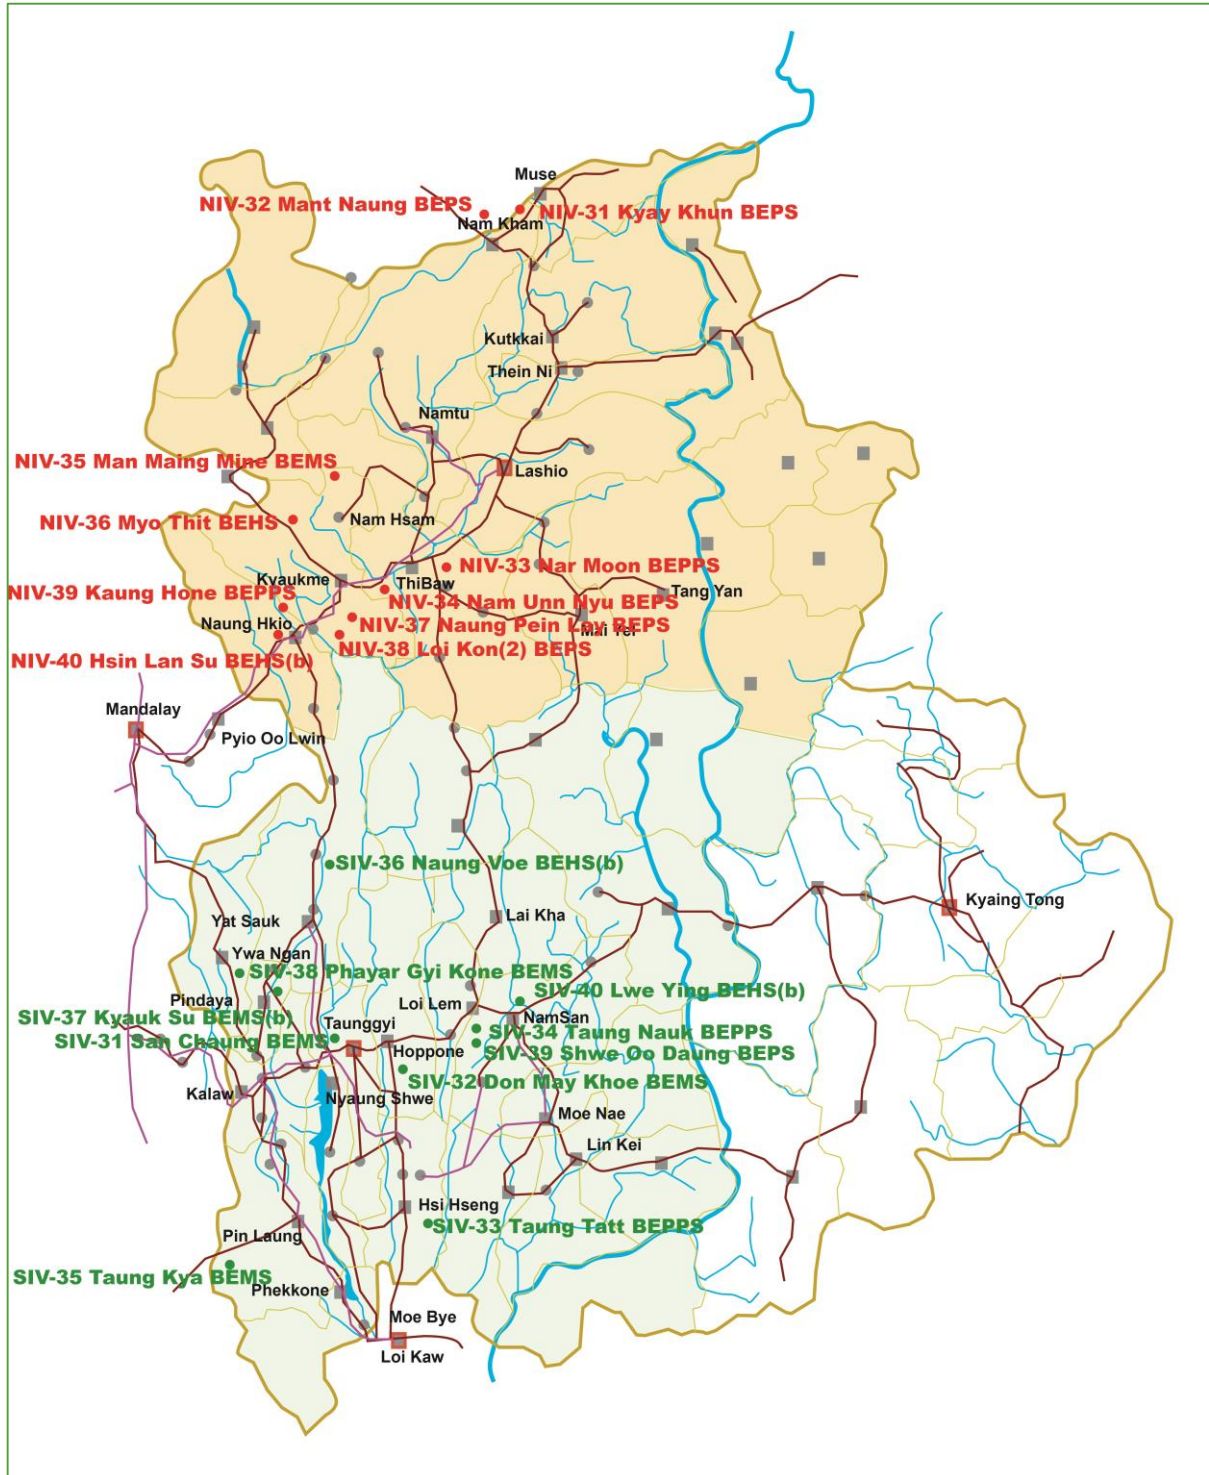 Muse
NIV-32 Mant Naung BEPS
NIV-31 Kyay Khun BEPS
Nam Kham
Kutkkai
Thein Ni
Namtu
NIV-35 Man Maing Mine BEMS
Lashio
NIV-36 Myo Thit BEHS
Nam Hsam
NIV-33 Nar Moon BEPPS
Kyaukme
ThiBaw
NIV-39 Kaung Hone BEPPS
Tang Yan
NIV-34 Nam Unn Nyu BEPS
Naung Hkio
NIV-37 Naung Pein Lay BEPS
Mai Yei
NIV-38 Loi Kon(2) BEPS
NIV-40 Hsin Lan Su BEHS(b)
Mandalay
Pyio Oo Lwin
SIV-36 Naung Voe BEHS(b)
Kyaing Tong
Lai Kha
Yat Sauk
Ywa Ngan
SIV-38 Phayar Gyi Kone BEMS
SIV-40 Lwe Ying BEHS(b)
Pindaya
Loi Lem
SIV-37 Kyauk Su BEMS(b)
NamSan
Taunggyi
SIV-34 Taung Nauk BEPPS
SIV-31 San Chaung BEMS
Hoppone
SIV-39 Shwe Oo Daung BEPS
SIV-32 Don May Khoe BEMS
Kalaw
Nyaung Shwe
Moe Nae
Lin Kei
Hsi Hseng
SIV-33 Taung Tatt BEPPS
Pin Laung
SIV-35 Taung Kya BEMS
Phekkone
Moe Bye
Loi Kaw